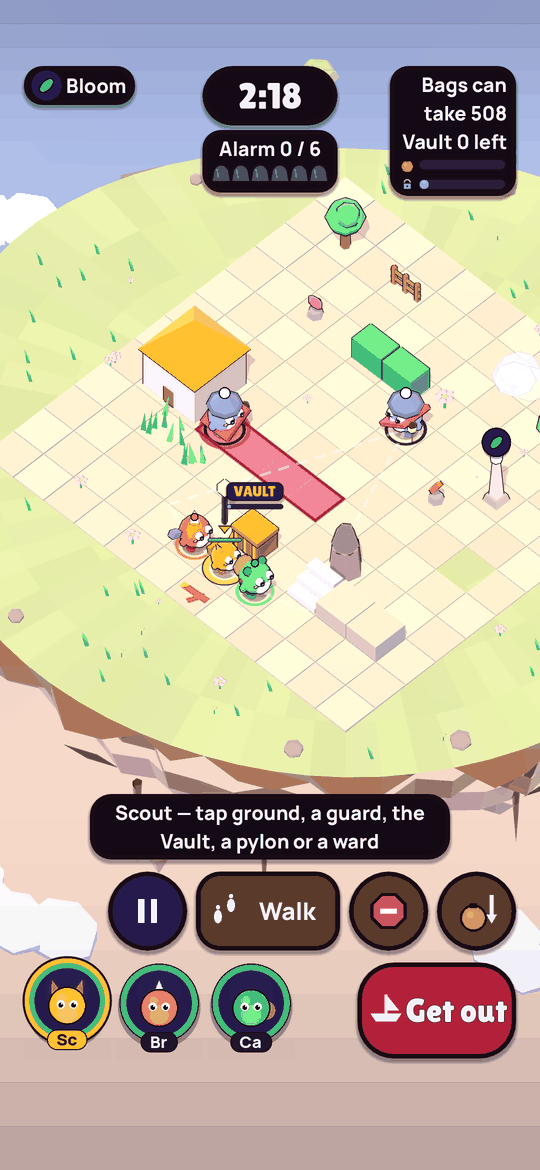 Bloom
2:18
Alarm 0 / 6
Bags can
take 508
Vault 0 left
VAULT
Scout — tap ground, a guard, the
Vault, a pylon or a ward
Walk
Get out
Sc
Br
Ca